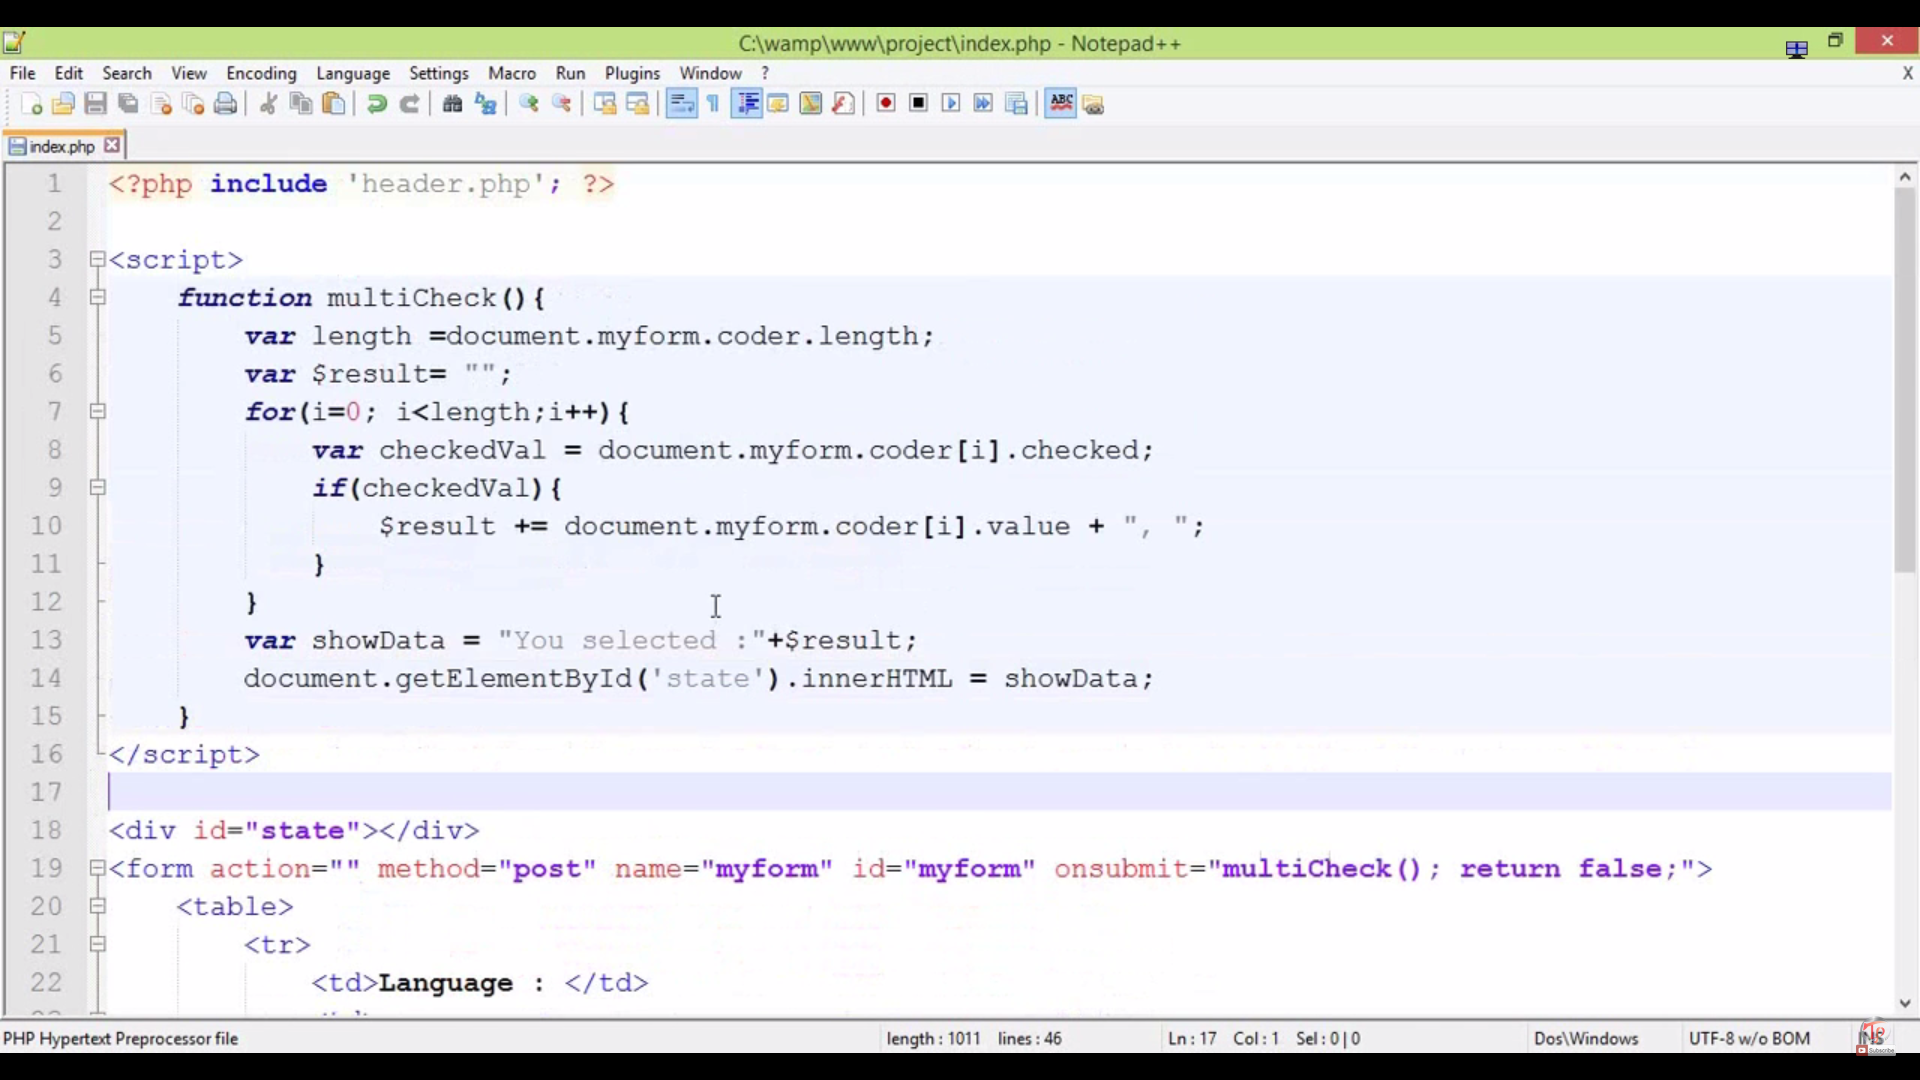 C:\wamp\www\project\index.php - Notepad++
File Edit Search View Encoding Language Settings Macro Run Plugins Window ? X
ABC
index.php
1 <?php include 'header.php'; ?>
2
3 <script>
4 function multiCheck(){
5 var length =document.myform.coder.length;
6 var $result= "";
7 for(i=0; i<length;i++){
8 var checkedVal = document.myform.coder[i].checked;
9 if(checkedVal){
10 $result += document.myform.coder[i].value + ", ";
11 }
12 }
13 var showData = "You selected :"+$result;
14 document.getElementById('state').innerHTML = showData;
15 }
16 </script>
17
18 <div id="state"></div>
19 <form action="" method="post" name="myform" id="myform" onsubmit="multiCheck(); return false;">
20 <table>
21 <tr>
22 <td>Language : </td>
PHP Hypertext Preprocessor file length : 1011 lines : 46 Ln : 17 Col : 1 Sel : 0 | 0 Dos\Windows UTF-8 w/o BOM INS
Subscribe